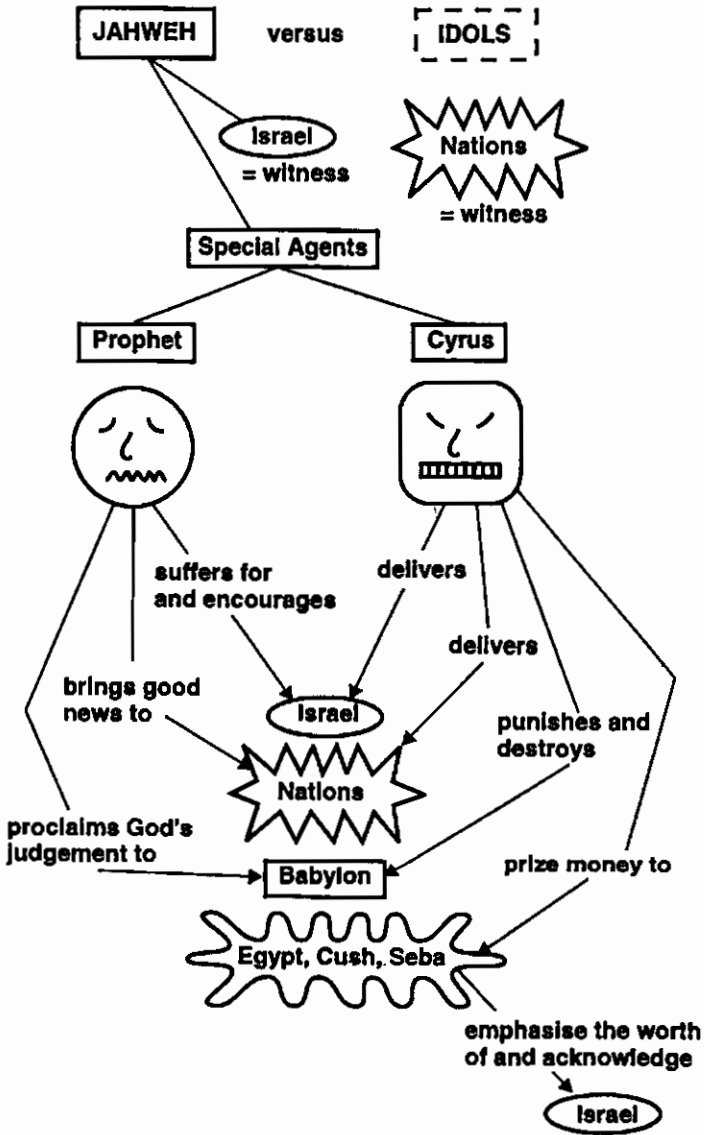 JAHWEH versus IDOLS
Israel
= witness
Nations
= witness
Special Agents
Prophet
Cyrus
suffers for
and encourages
delivers
delivers
brings good
news to
Israel
punishes and
destroys
Nations
proclaims God's
judgement to
Babylon
prize money to
Egypt, Cush, Seba
emphasise the worth
of and acknowledge
Israel